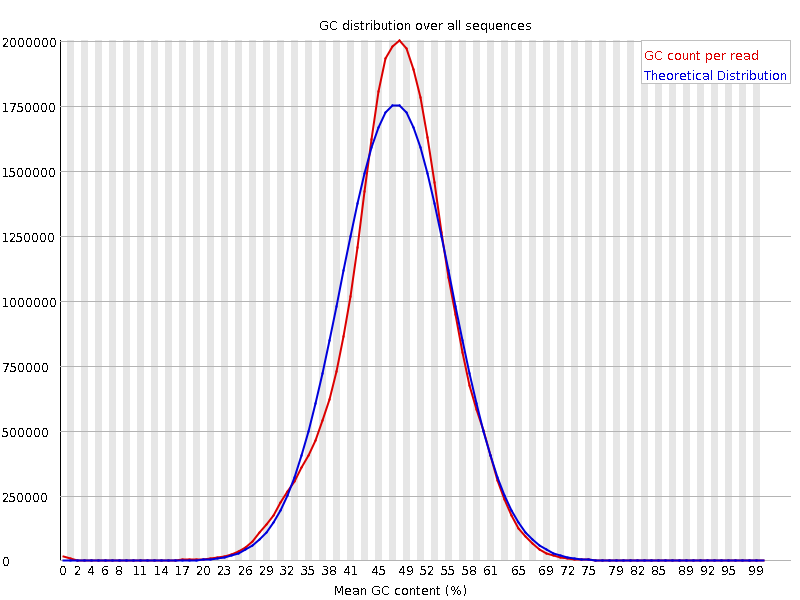 GC distribution over all sequences
GC count per read
Theoretical Distribution
2000000
1750000
1500000
1250000
1000000
750000
500000
250000
0
0 2 4 6 8 11 14 17 20 23 26 29 32 35 38 41 45 49 52 55 58 61 65 69 72 75 79 82 85 89 92 95 99
Mean GC content (%)